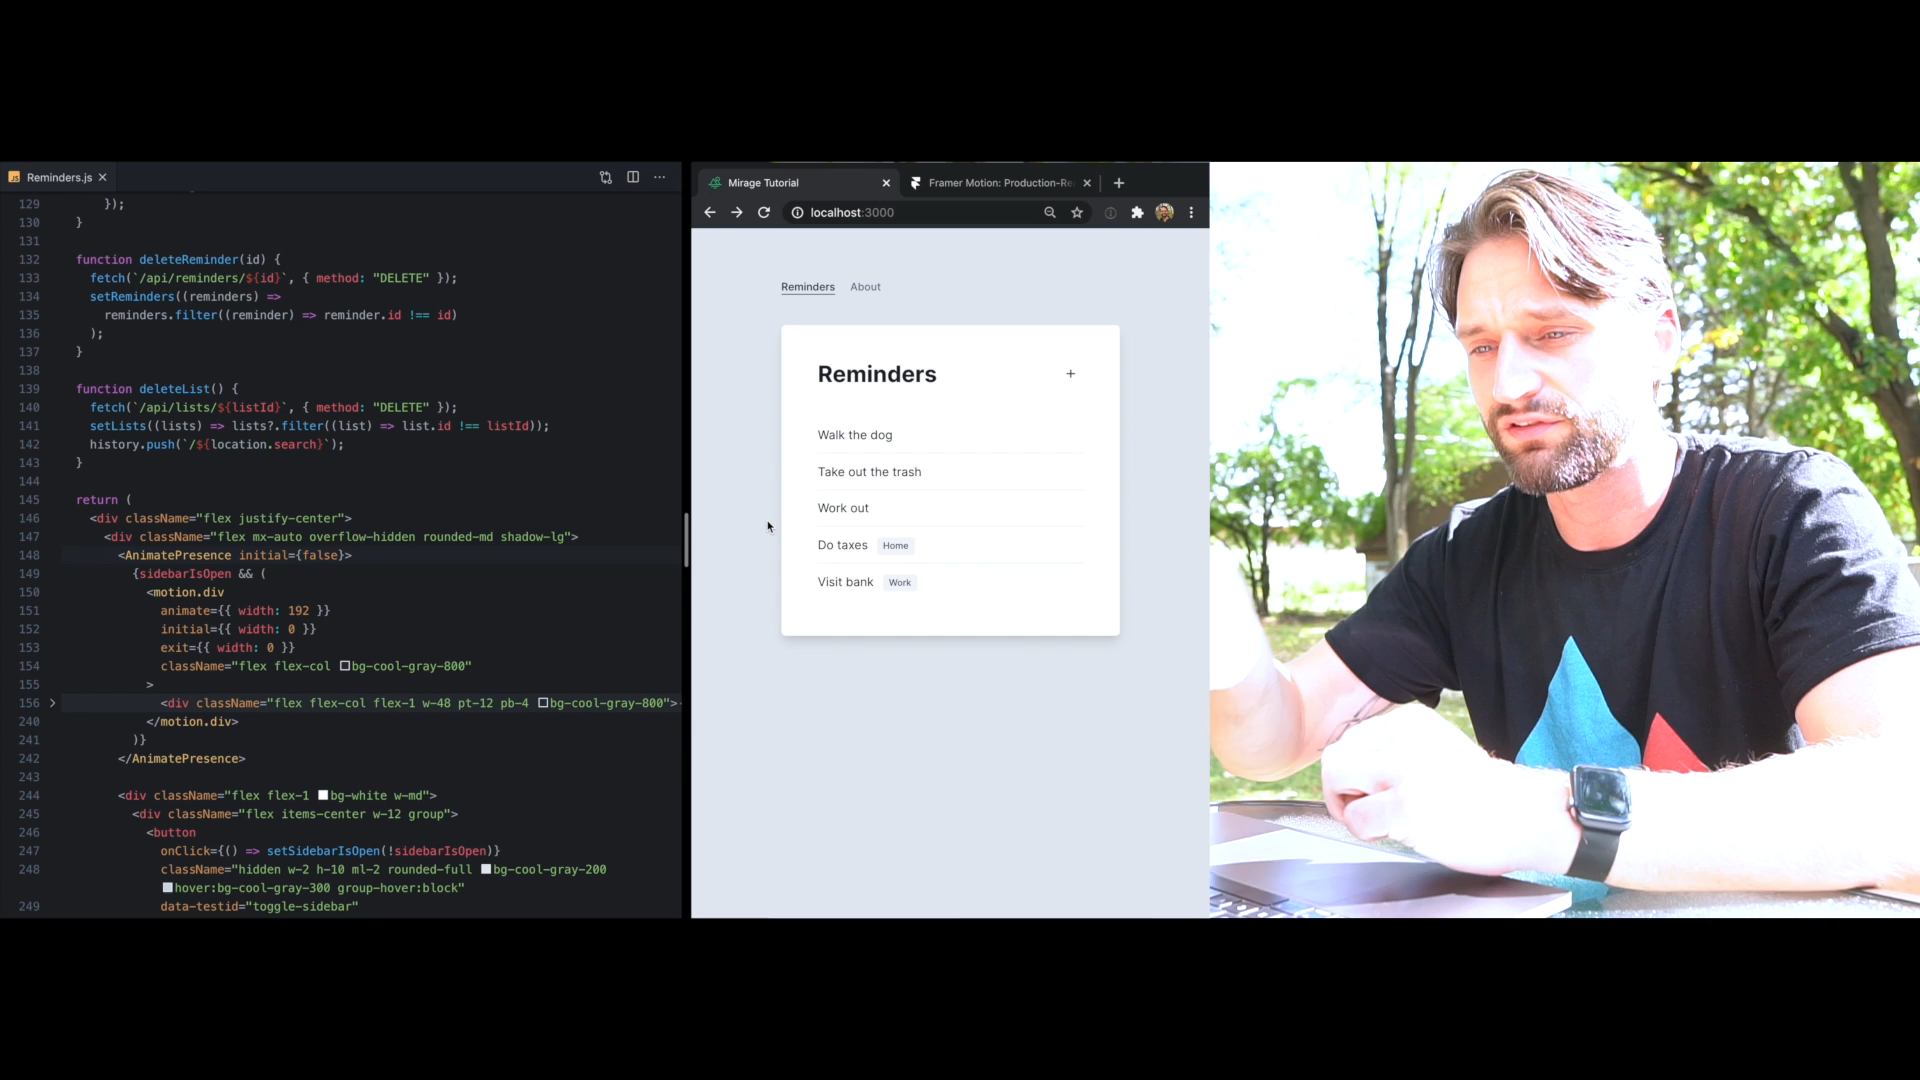 Reminders.js
129 });
130 }
131
132 function deleteReminder(id) {
133 fetch(`/api/reminders/${id}`, { method: "DELETE" });
134 setReminders((reminders) =>
135 reminders.filter((reminder) => reminder.id !== id)
136 );
137 }
138
139 function deleteList() {
140 fetch(`/api/lists/${listId}`, { method: "DELETE" });
141 setLists((lists) => lists?.filter((list) => list.id !== listId));
142 history.push(`/${location.search}`);
143 }
144
145 return (
146 <div className="flex justify-center">
147 <div className="flex mx-auto overflow-hidden rounded-md shadow-lg">
148 <AnimatePresence initial={false}>
149 {sidebarIsOpen && (
150 <motion.div
151 animate={{ width: 192 }}
152 initial={{ width: 0 }}
153 exit={{ width: 0 }}
154 className="flex flex-col bg-cool-gray-800"
155 >
156 <div className="flex flex-col flex-1 w-48 pt-12 pb-4 bg-cool-gray-800">
240 </motion.div>
241 )}
242 </AnimatePresence>
243
244 <div className="flex flex-1 bg-white w-md">
245 <div className="flex items-center w-12 group">
246 <button
247 onClick={() => setSidebarIsOpen(!sidebarIsOpen)}
248 className="hidden w-2 h-10 ml-2 rounded-full bg-cool-gray-200
hover:bg-cool-gray-300 group-hover:block"
249 data-testid="toggle-sidebar"
Mirage Tutorial
Framer Motion: Production-Re
localhost:3000
Reminders About
Reminders +
Walk the dog
Take out the trash
Work out
Do taxes Home
Visit bank Work